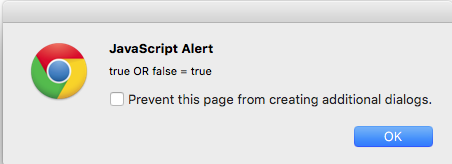 JavaScript Alert
true OR false = true
Prevent this page from creating additional dialogs.
OK